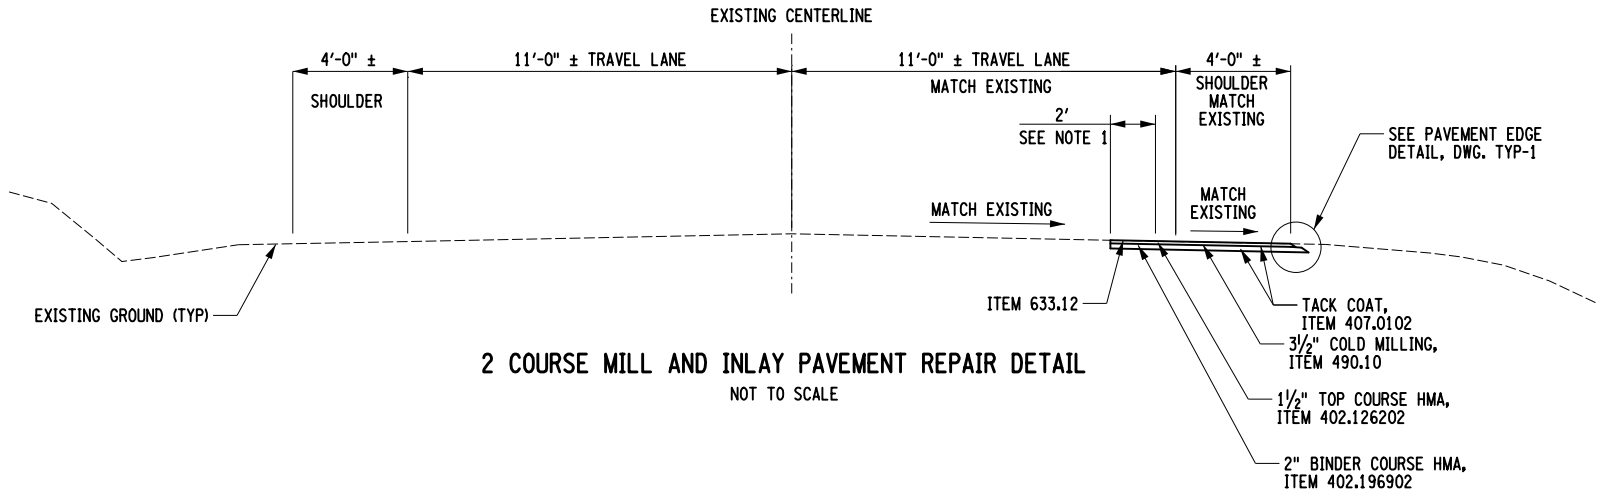 EXISTING CENTERLINE
4'-0" ±
11'-0" ± TRAVEL LANE
11'-0" ± TRAVEL LANE
4'-0" ±
SHOULDER
MATCH EXISTING
SHOULDER
MATCH
EXISTING
2'
SEE NOTE 1
SEE PAVEMENT EDGE
DETAIL, DWG. TYP-1
MATCH EXISTING
MATCH
EXISTING
EXISTING GROUND (TYP)
ITEM 633.12
TACK COAT,
ITEM 407.0102
3½" COLD MILLING,
ITEM 490.10
1½" TOP COURSE HMA,
ITEM 402.126202
2" BINDER COURSE HMA,
ITEM 402.196902
2 COURSE MILL AND INLAY PAVEMENT REPAIR DETAIL
NOT TO SCALE